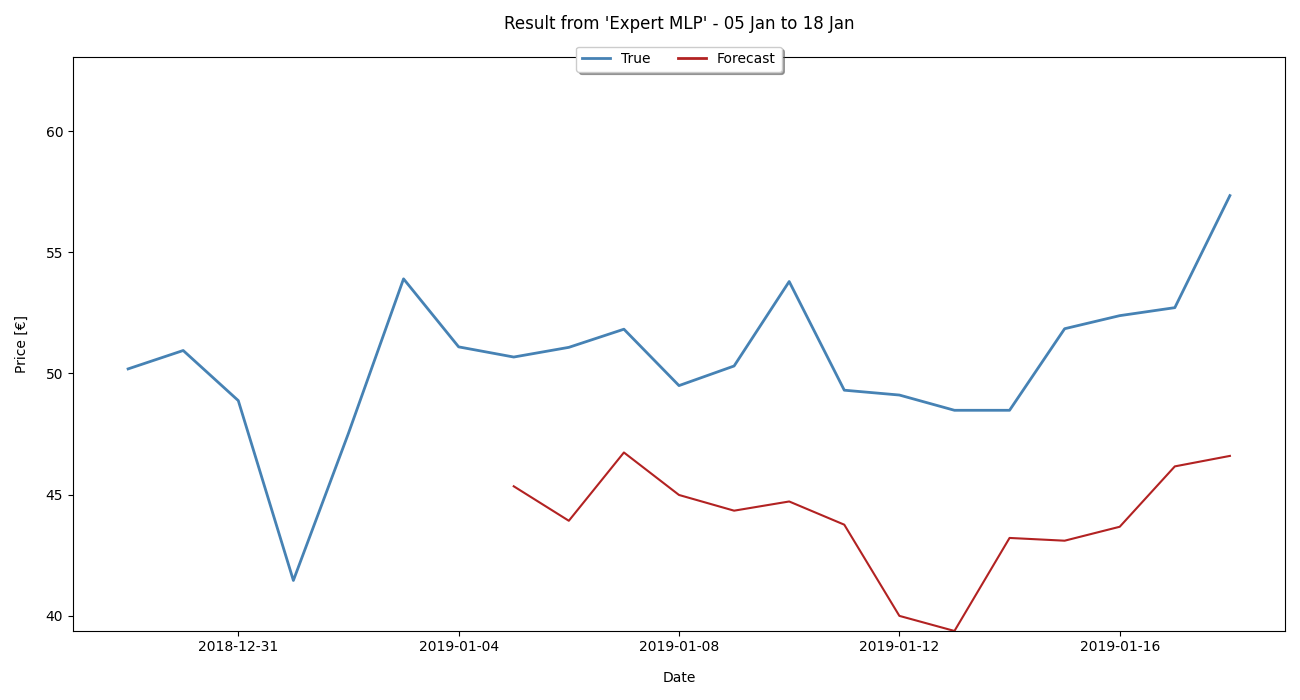 Result from 'Expert MLP' - 05 Jan to 18 Jan
True Forecast
Price [€]
60
55
50
45
40
2018-12-31 2019-01-04 2019-01-08 2019-01-12 2019-01-16
Date